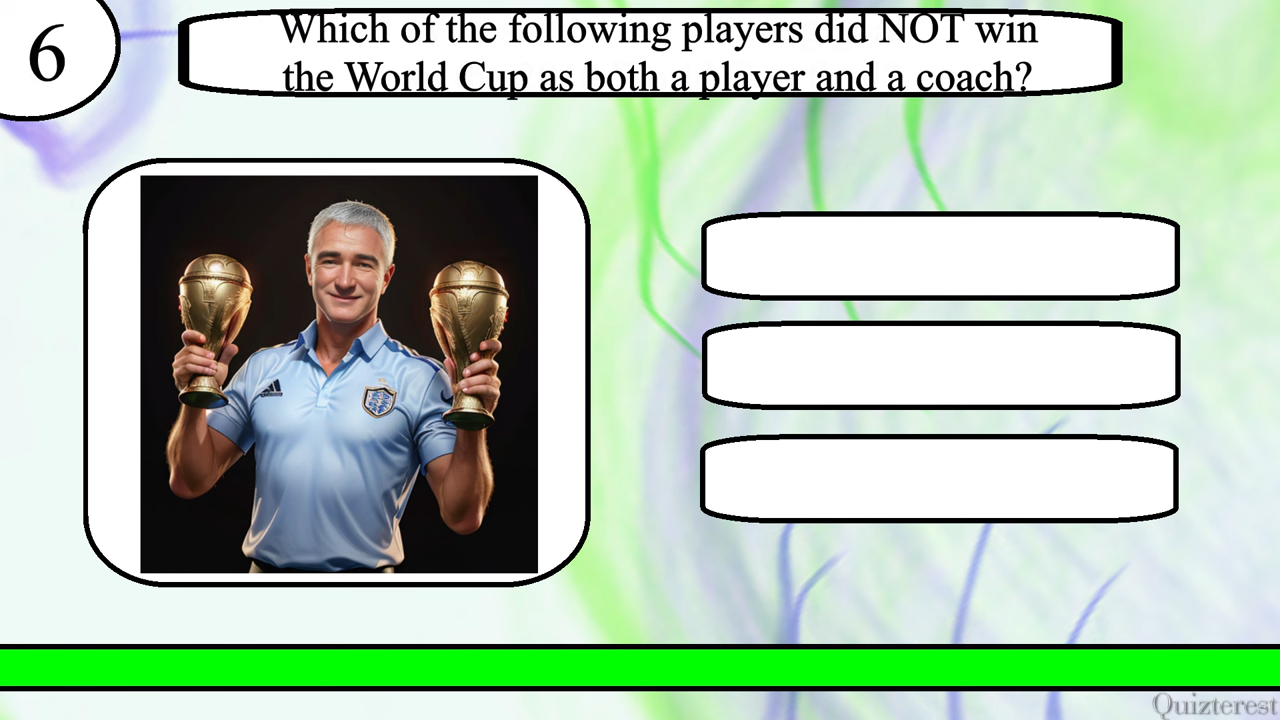 6
Which of the following players did NOT win
the World Cup as both a player and a coach?
Quizterest